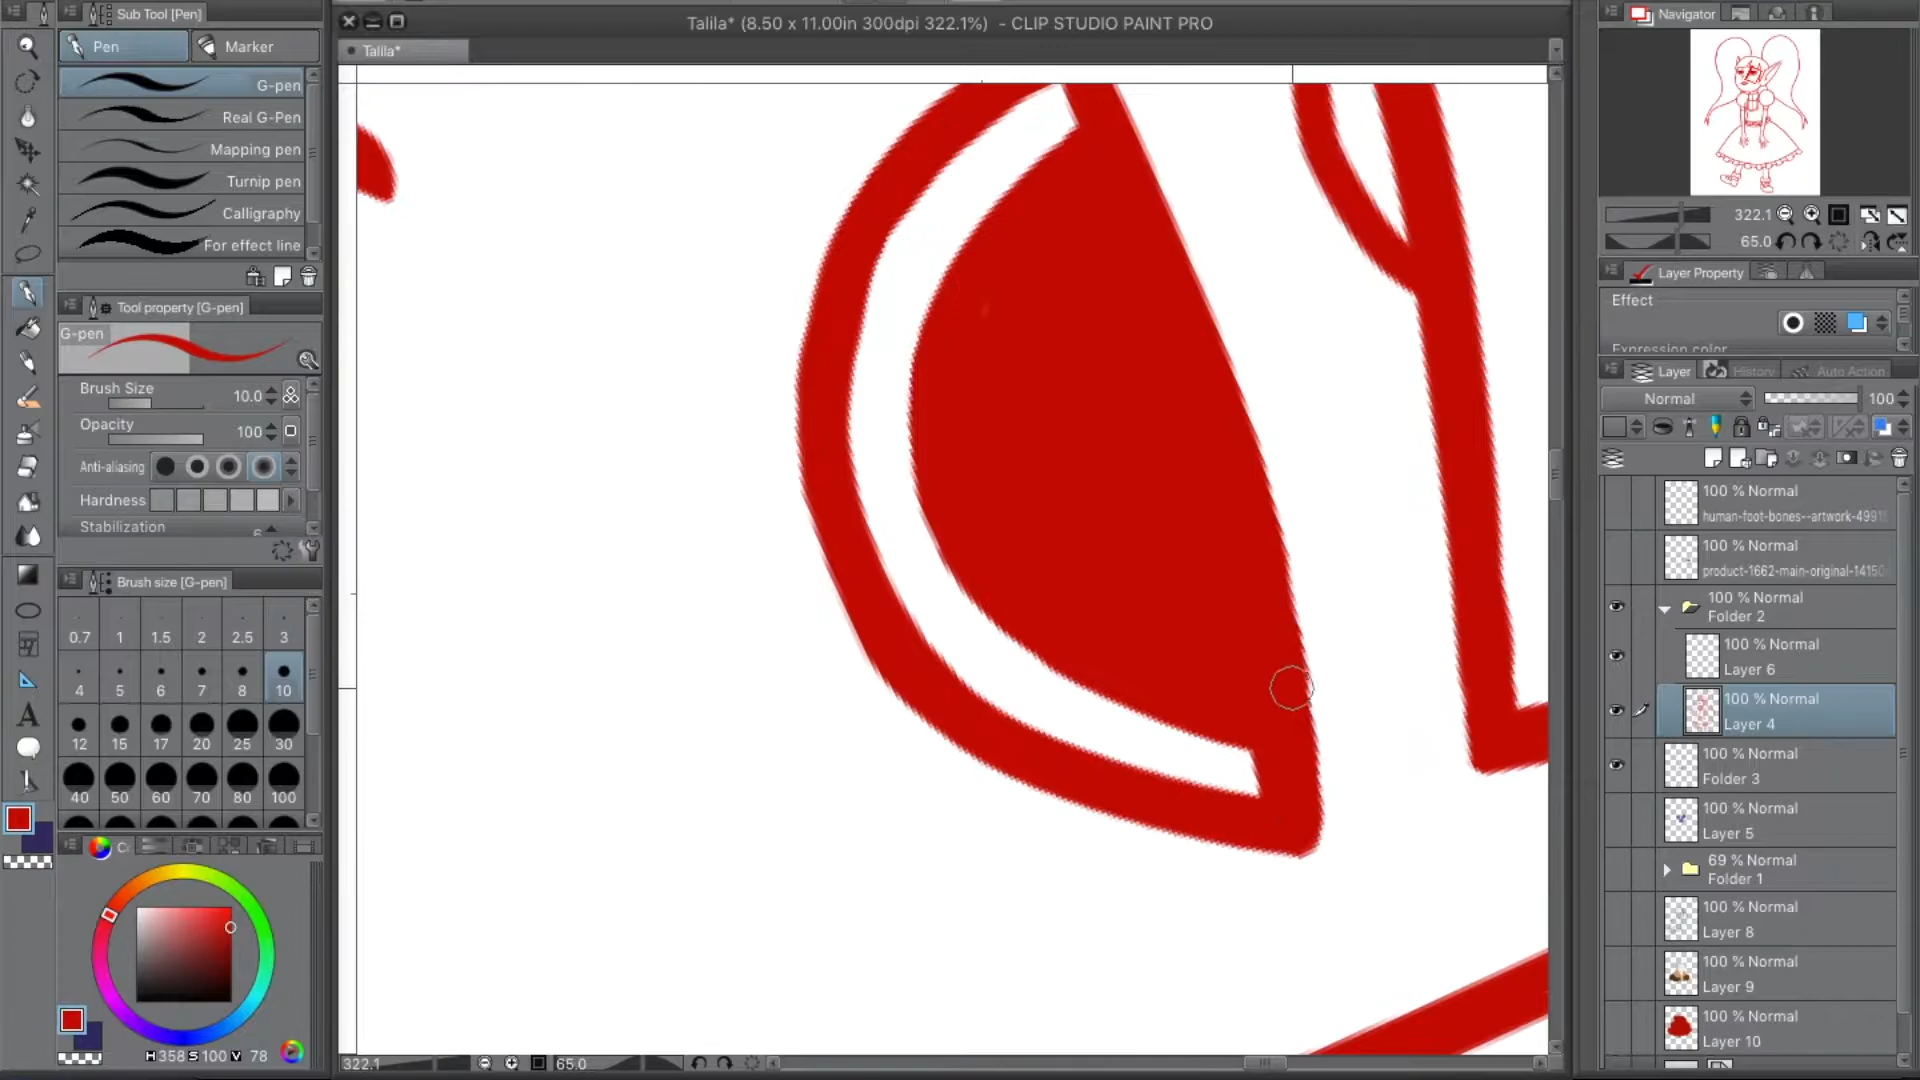 Sub Tool [Pen]
Pen
Marker
G-pen
Real G-Pen
Mapping pen
Turnip pen
Calligraphy
For effect line
Tool property [G-pen]
G-pen
Brush Size 10.0
Opacity 100
Anti-aliasing
Hardness
Stabilization 6
Brush size [G-pen]
0.7 1 1.5 2 2.5 3
4 5 6 7 8 10
12 15 17 20 25 30
40 50 60 70 80 100
H 358 S 100 V 78
Talila* (8.50 x 11.00in 300dpi 322.1%) - CLIP STUDIO PAINT PRO
Talila*
322.1
65.0
Navigator
322.1
65.0
Layer Property
Effect
Expression color
Layer
History
Auto Action
Normal 100
100 % Normal
human-foot-bones--artwork-4991
100 % Normal
product-1662-main-original-14150
100 % Normal
Folder 2
100 % Normal
Layer 6
100 % Normal
Layer 4
100 % Normal
Folder 3
100 % Normal
Layer 5
69 % Normal
Folder 1
100 % Normal
Layer 8
100 % Normal
Layer 9
100 % Normal
Layer 10